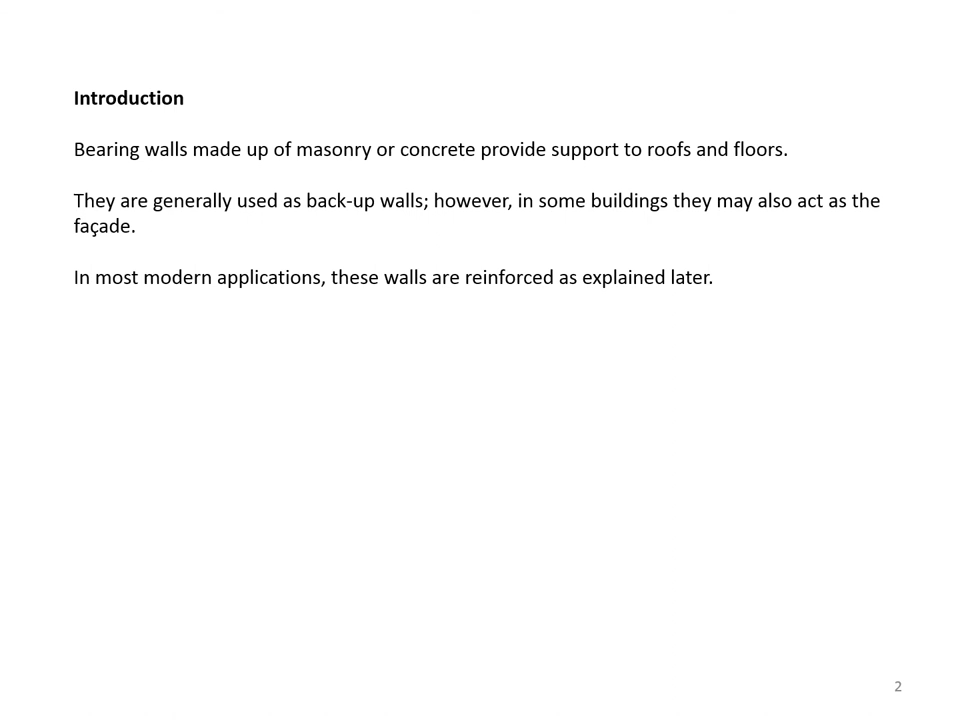 Introduction
Bearing walls made up of masonry or concrete provide support to roofs and floors.
They are generally used as back-up walls; however, in some buildings they may also act as the
façade.
In most modern applications, these walls are reinforced as explained later.
2